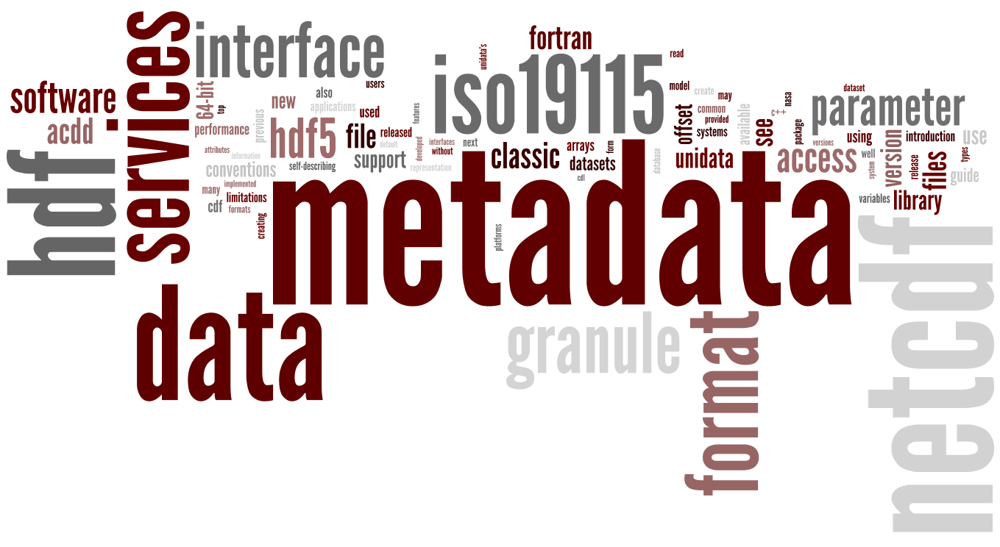 services
interface
fortran
unidata's
iso19115
read
software
64-bit
top
new
also
users
applications
features
model
create
may
nasa
dataset
parameter
acdd
performance
previous
hdf5
used
file
released
default
offset
common
provided
systems
available
see
c++
package
hdf
attributes
information
conventions
self-describing
support
developed
interfaces
without
representation
next
classic
arrays
form
datasets
cdl
database
unidata
access
versions
using
well
system
version
introduction
use
release
files
types
guide
many
implemented
cdf
limitations
formats
creating
metadata
platforms
variables
library
data
granule
format
netcdf